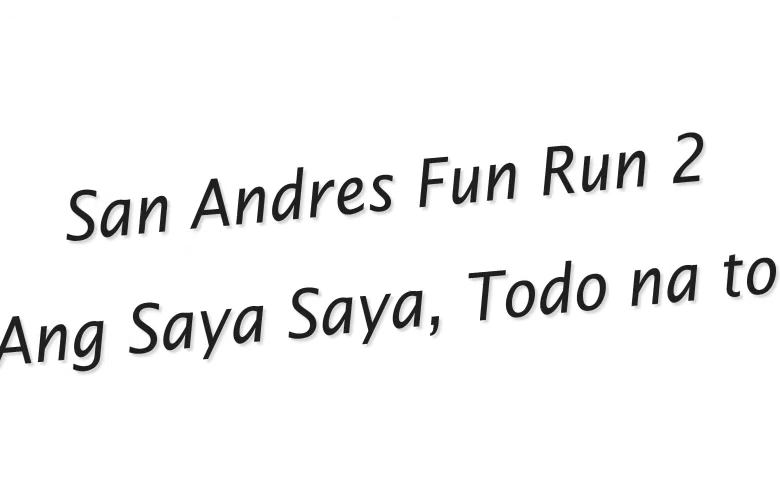 San Andres Fun Run 2
Ang Saya Saya, Todo na to